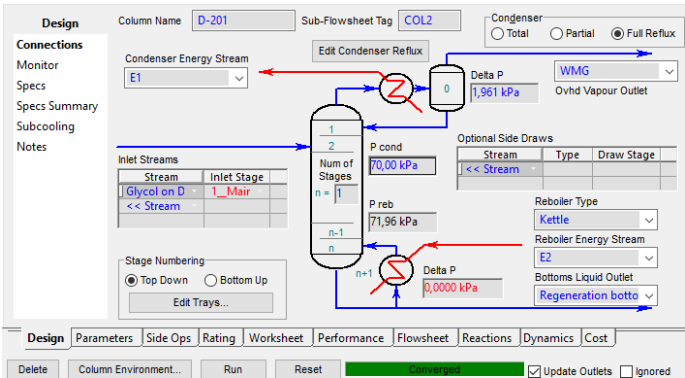 Design
Connections
Monitor
Specs
Specs Summary
Subcooling
Notes
Column Name D-201 Sub-Flowsheet Tag COL2
Condenser
Total Partial Full Reflux
Condenser Energy Stream
E1
Edit Condenser Reflux
0
Delta P
1,961 kPa
WMG
Ovhd Vapour Outlet
1
2
Num of
Stages
n = 1
n-1
n
n+1
P cond
70,00 kPa
P reb
71,96 kPa
Optional Side Draws
Stream Type Draw Stage
<< Stream
Inlet Streams
Stream Inlet Stage
Glycol on D 1__Mair
<< Stream
Stage Numbering
Top Down Bottom Up
Edit Trays...
Delta P
0,0000 kPa
Reboiler Type
Kettle
Reboiler Energy Stream
E2
Bottoms Liquid Outlet
Regeneration botto
Design Parameters Side Ops Rating Worksheet Performance Flowsheet Reactions Dynamics Cost
Delete Column Environment... Run Reset Converged Update Outlets Ignored